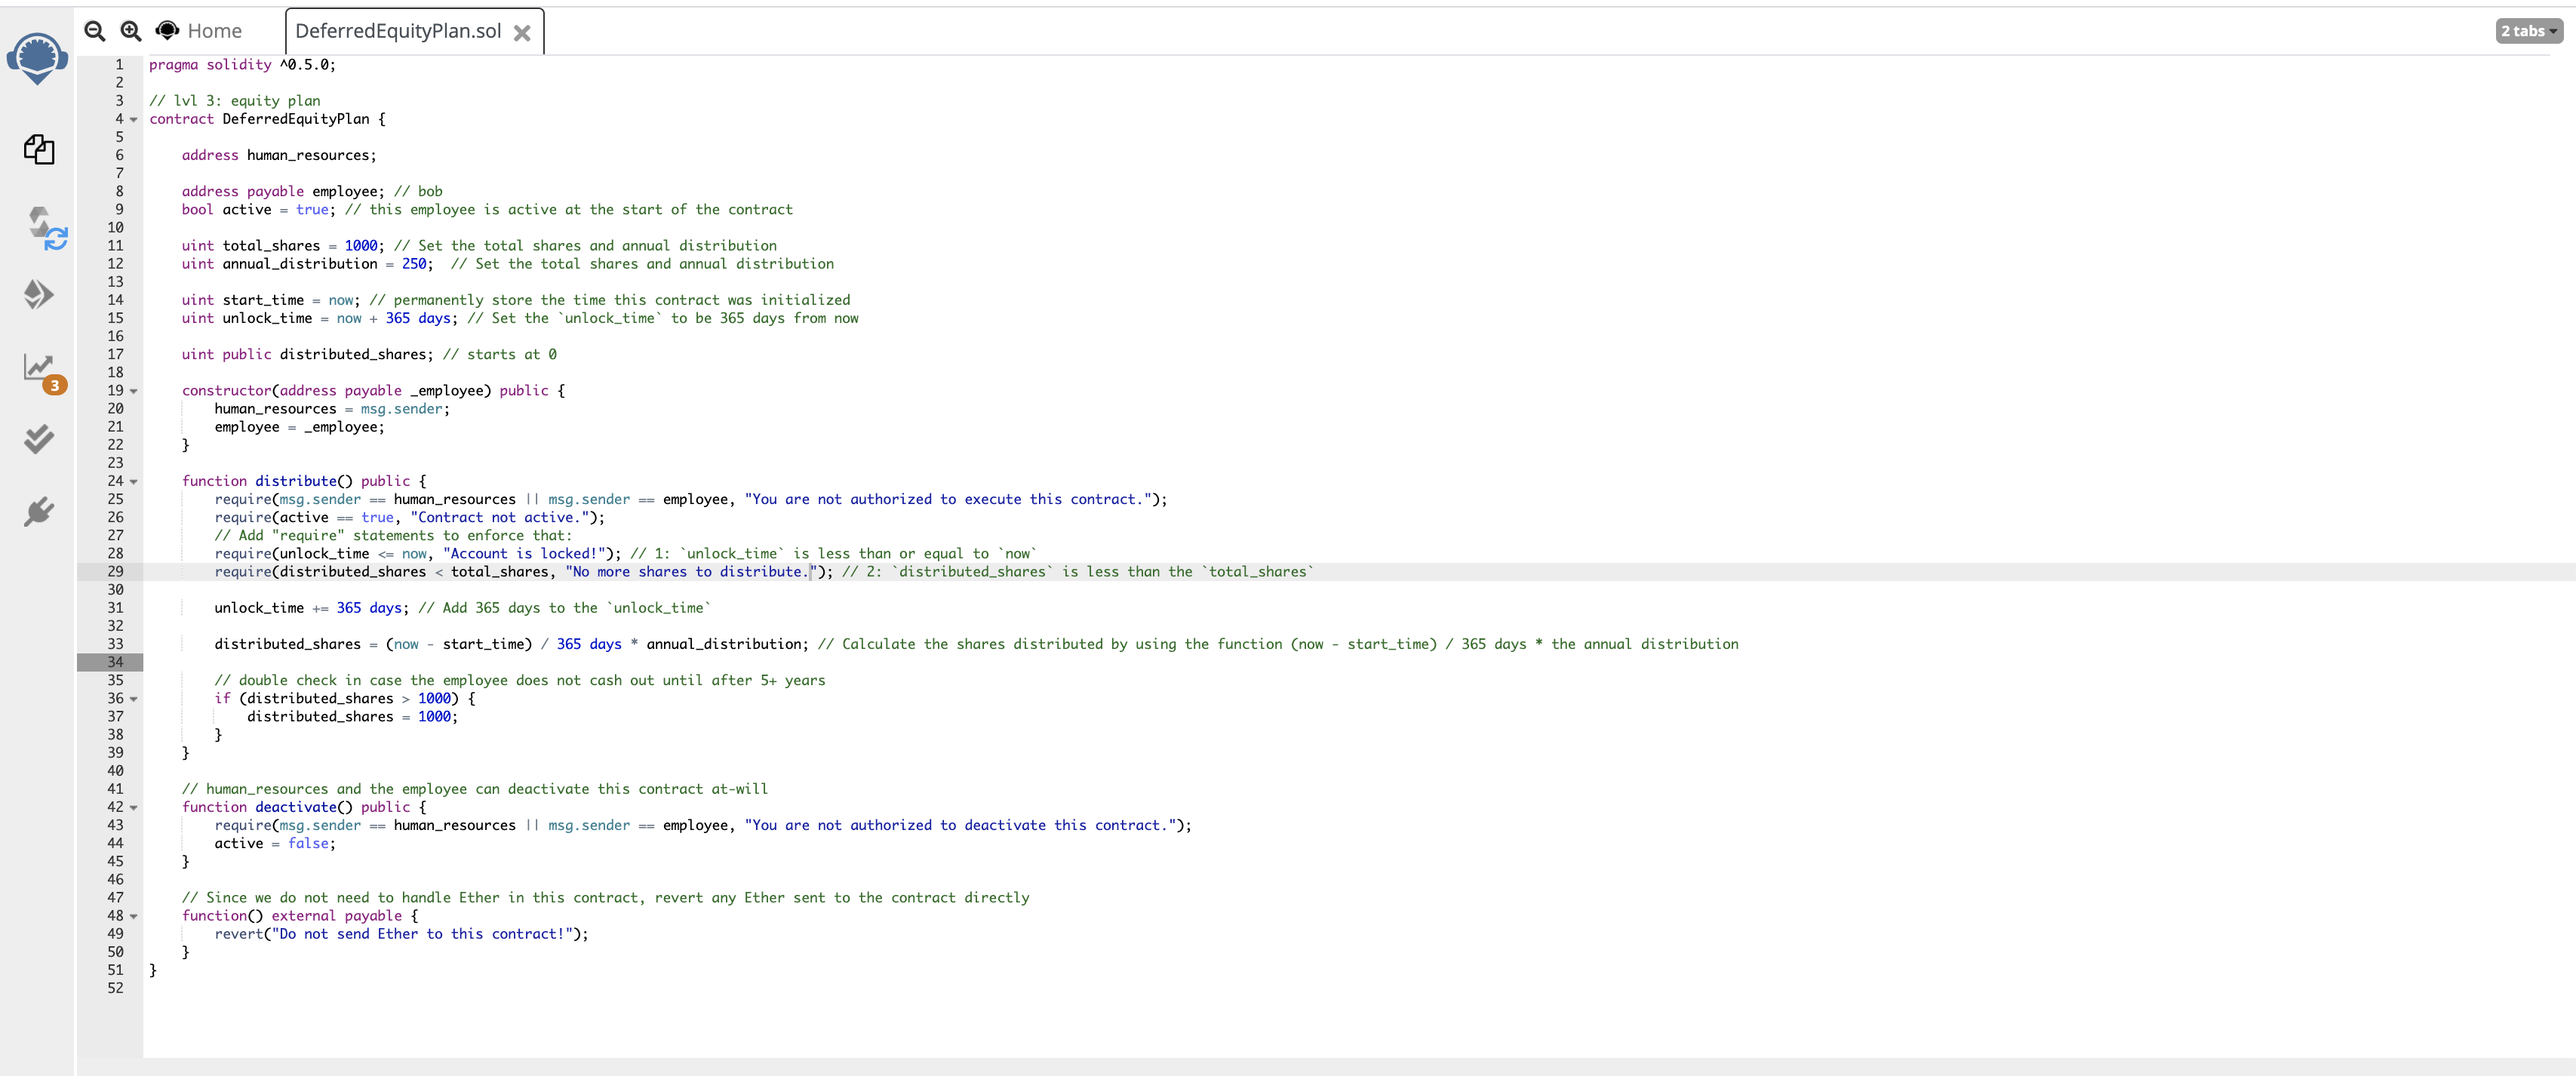 Home DeferredEquityPlan.sol 2 tabs
1 pragma solidity ^0.5.0;
2
3 // lvl 3: equity plan
4 contract DeferredEquityPlan {
5
6     address human_resources;
7
8     address payable employee; // bob
9     bool active = true; // this employee is active at the start of the contract
10
11     uint total_shares = 1000; // Set the total shares and annual distribution
12     uint annual_distribution = 250;  // Set the total shares and annual distribution
13
14     uint start_time = now; // permanently store the time this contract was initialized
15     uint unlock_time = now + 365 days; // Set the `unlock_time` to be 365 days from now
16
17     uint public distributed_shares; // starts at 0
18
19     constructor(address payable _employee) public {
20         human_resources = msg.sender;
21         employee = _employee;
22     }
23
24     function distribute() public {
25         require(msg.sender == human_resources || msg.sender == employee, "You are not authorized to execute this contract.");
26         require(active == true, "Contract not active.");
27         // Add "require" statements to enforce that:
28         require(unlock_time <= now, "Account is locked!"); // 1: `unlock_time` is less than or equal to `now`
29         require(distributed_shares < total_shares, "No more shares to distribute."); // 2: `distributed_shares` is less than the `total_shares`
30
31         unlock_time += 365 days; // Add 365 days to the `unlock_time`
32
33         distributed_shares = (now - start_time) / 365 days * annual_distribution; // Calculate the shares distributed by using the function (now - start_time) / 365 days * the annual distribution
34
35         // double check in case the employee does not cash out until after 5+ years
36         if (distributed_shares > 1000) {
37             distributed_shares = 1000;
38         }
39     }
40
41     // human_resources and the employee can deactivate this contract at-will
42     function deactivate() public {
43         require(msg.sender == human_resources || msg.sender == employee, "You are not authorized to deactivate this contract.");
44         active = false;
45     }
46
47     // Since we do not need to handle Ether in this contract, revert any Ether sent to the contract directly
48     function() external payable {
49         revert("Do not send Ether to this contract!");
50     }
51 }
52
3